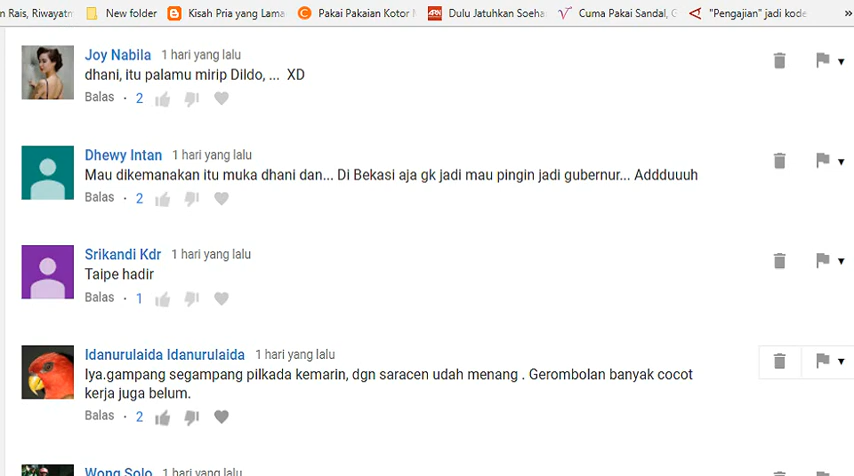 n Rais, Riwayatn New folder Kisah Pria yang Lama Pakai Pakaian Kotor M Dulu Jatuhkan Soeha Cuma Pakai Sandal, G "Pengajian" jadi kode »
Joy Nabila 1 hari yang lalu
dhani, itu palamu mirip Dildo, ... XD
Balas · 2
Dhewy Intan 1 hari yang lalu
Mau dikemanakan itu muka dhani dan... Di Bekasi aja gk jadi mau pingin jadi gubernur... Addduuuh
Balas · 2
Srikandi Kdr 1 hari yang lalu
Taipe hadir
Balas · 1
Idanurulaida Idanurulaida 1 hari yang lalu
Iya.gampang segampang pilkada kemarin, dgn saracen udah menang . Gerombolan banyak cocot
kerja juga belum.
Balas · 2
Wong Solo 1 hari yang lalu